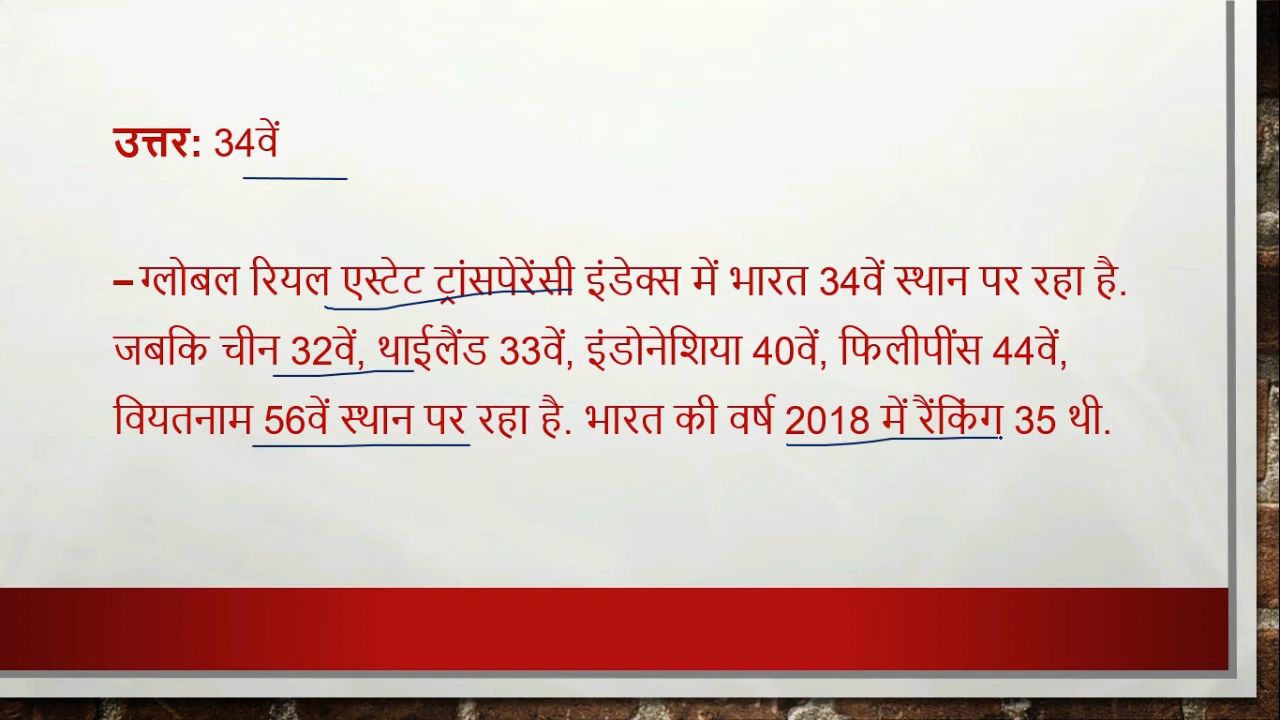 उत्तर: 34वें
– ग्लोबल रियल एस्टेट ट्रांसपेरेंसी इंडेक्स में भारत 34वें स्थान पर रहा है.
जबकि चीन 32वें, थाईलैंड 33वें, इंडोनेशिया 40वें, फिलीपींस 44वें,
वियतनाम 56वें स्थान पर रहा है. भारत की वर्ष 2018 में रैंकिंग 35 थी.